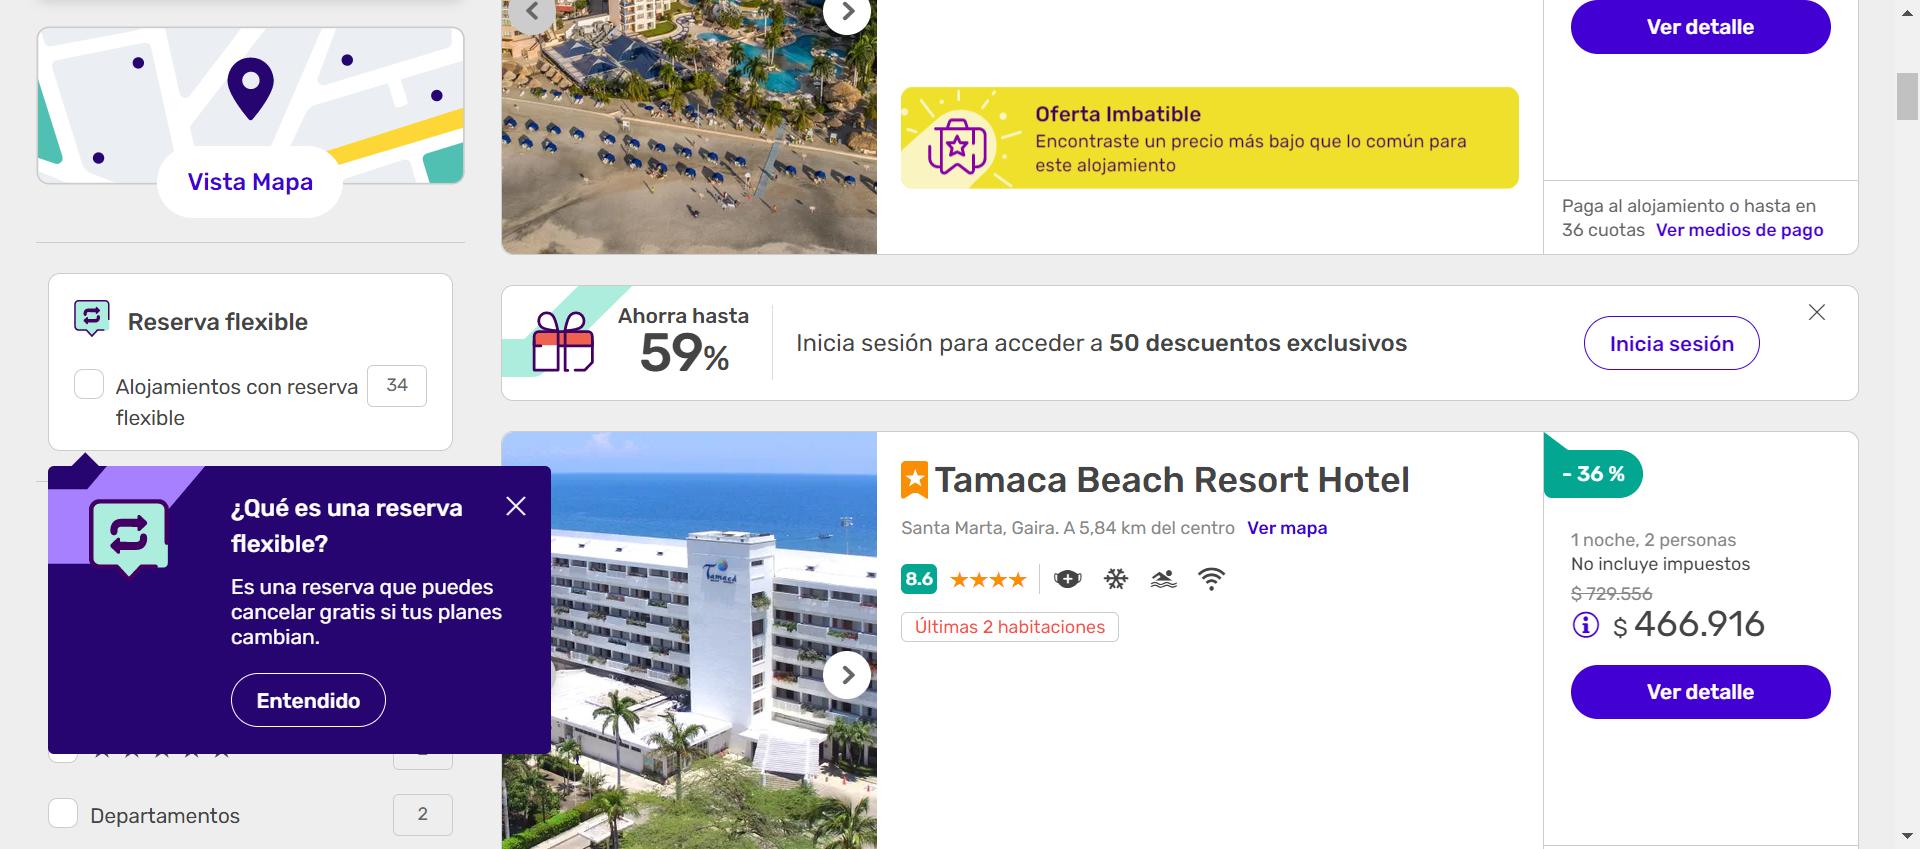 Vista Mapa
Reserva flexible
Alojamientos con reserva
flexible
34
¿Qué es una reserva
flexible?
Es una reserva que puedes
cancelar gratis si tus planes
cambian.
Entendido
Departamentos
2
Oferta Imbatible
Encontraste un precio más bajo que lo común para
este alojamiento
Ver detalle
Paga al alojamiento o hasta en
36 cuotas Ver medios de pago
Ahorra hasta
59%
Inicia sesión para acceder a 50 descuentos exclusivos
Inicia sesión
Tamacá
Tamaca Beach Resort Hotel
Santa Marta, Gaira. A 5,84 km del centro Ver mapa
8.6
Últimas 2 habitaciones
- 36 %
1 noche, 2 personas
No incluye impuestos
$ 729.556
$ 466.916
Ver detalle